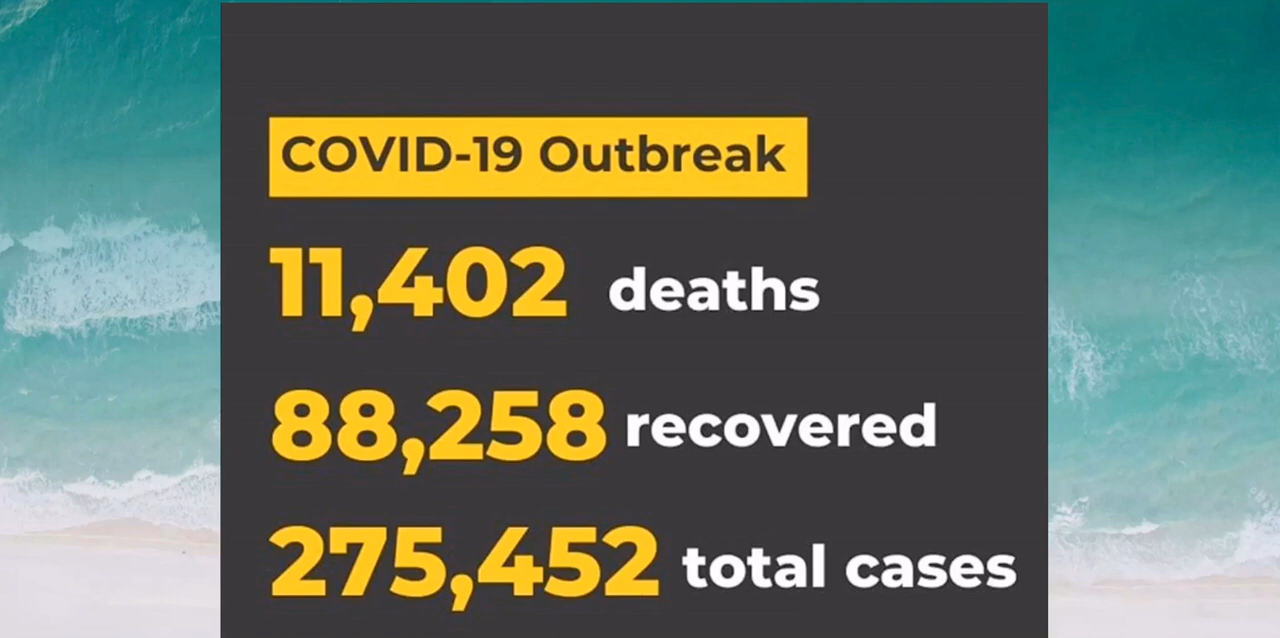 COVID-19 Outbreak
11,402 deaths
88,258 recovered
275,452 total cases